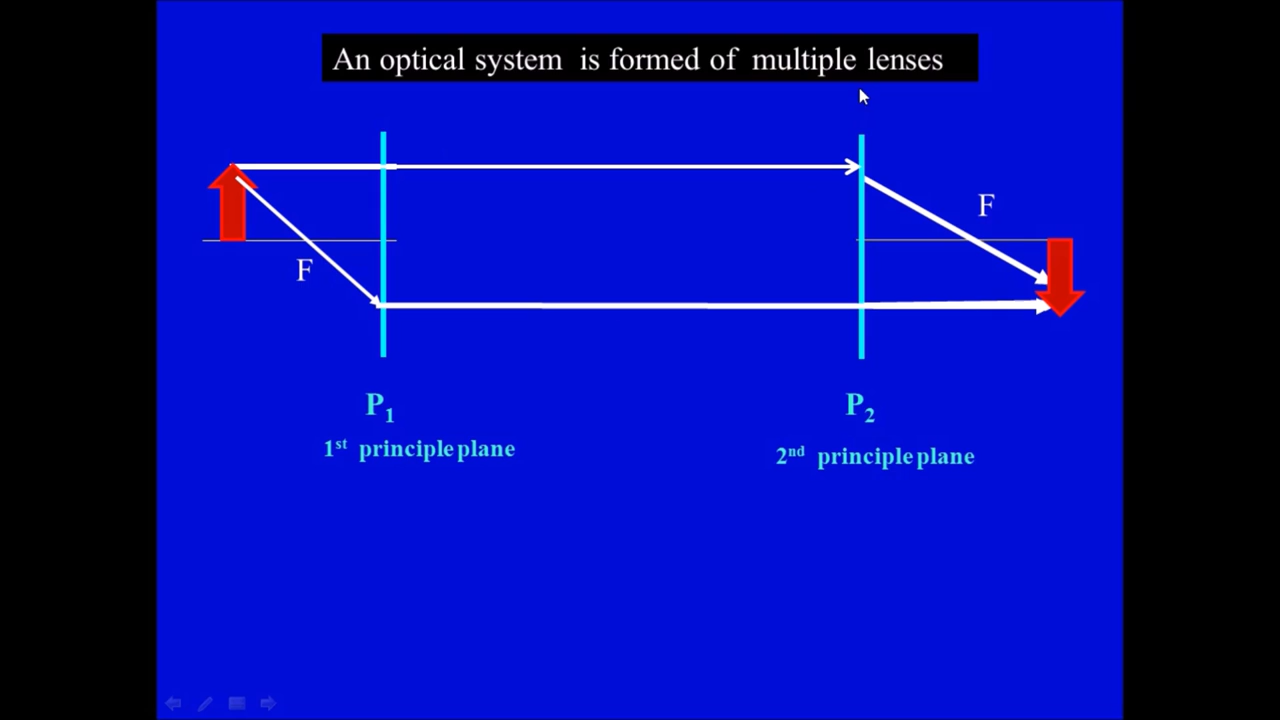 An optical system is formed of multiple lenses
F
F
P1
P2
1st principle plane
2nd principle plane